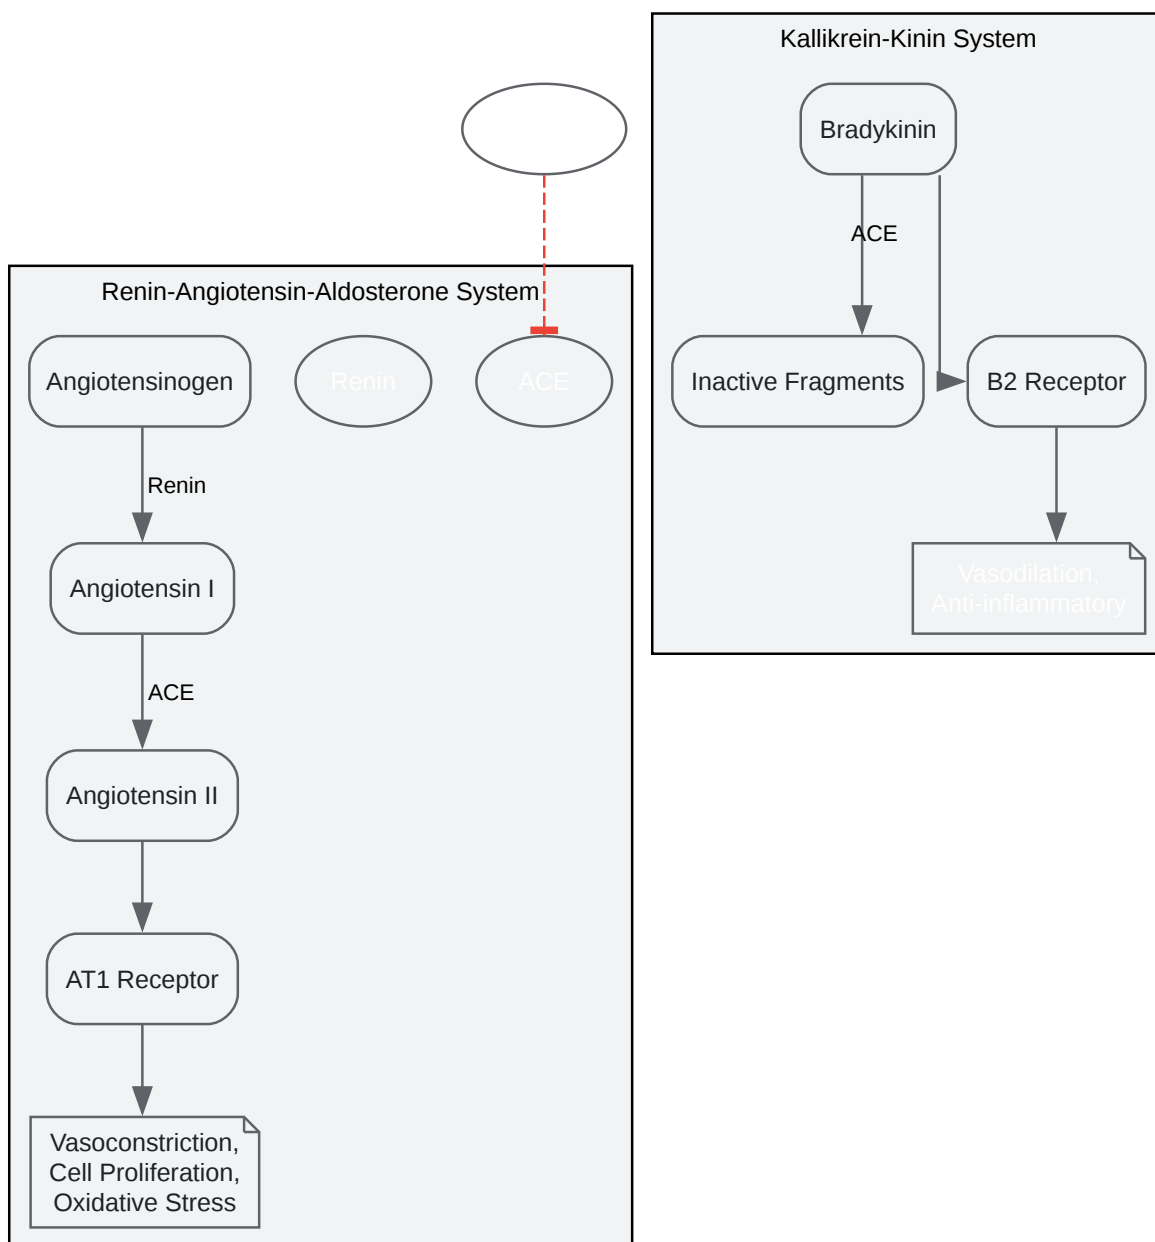 Kallikrein-Kinin System
Bradykinin
ACE
Renin-Angiotensin-Aldosterone System
Angiotensinogen
Renin
ACE
Inactive Fragments
B2 Receptor
Renin
Angiotensin I
Vasodilation,
Anti-inflammatory
ACE
Angiotensin II
AT1 Receptor
Vasoconstriction,
Cell Proliferation,
Oxidative Stress